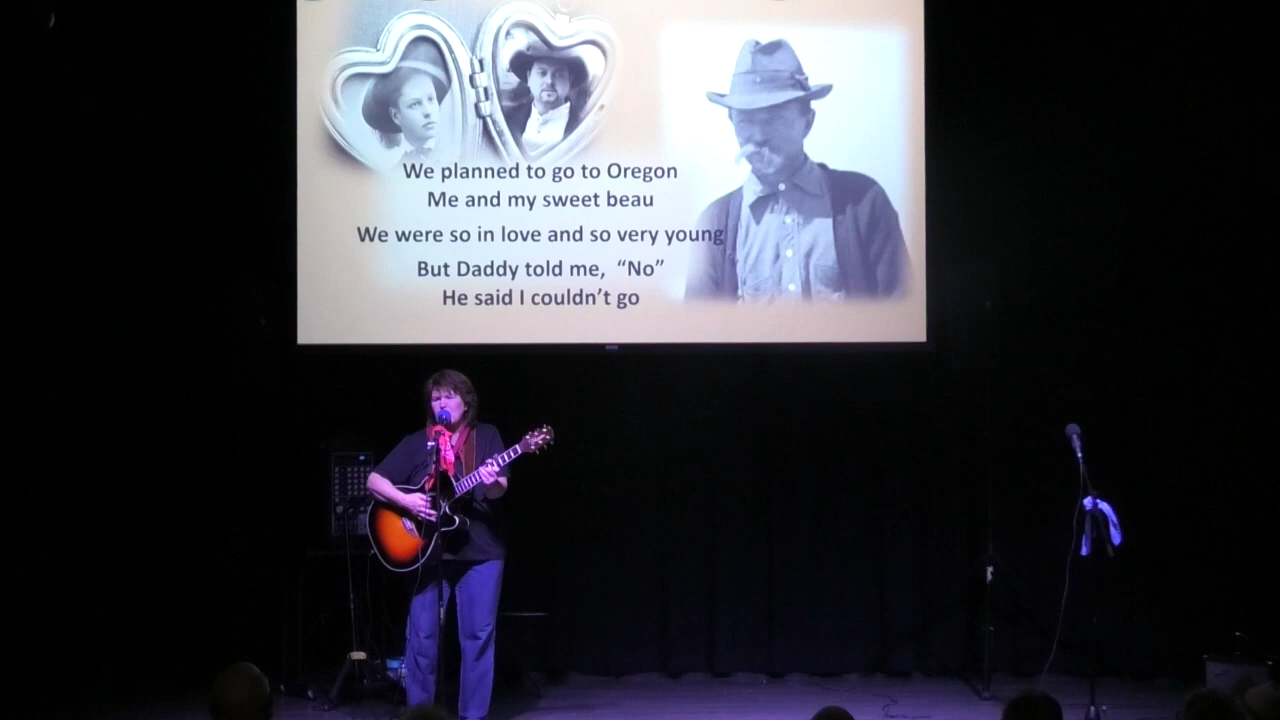 We planned to go to Oregon
Me and my sweet beau
We were so in love and so very young
But Daddy told me,  “No”
He said I couldn’t go